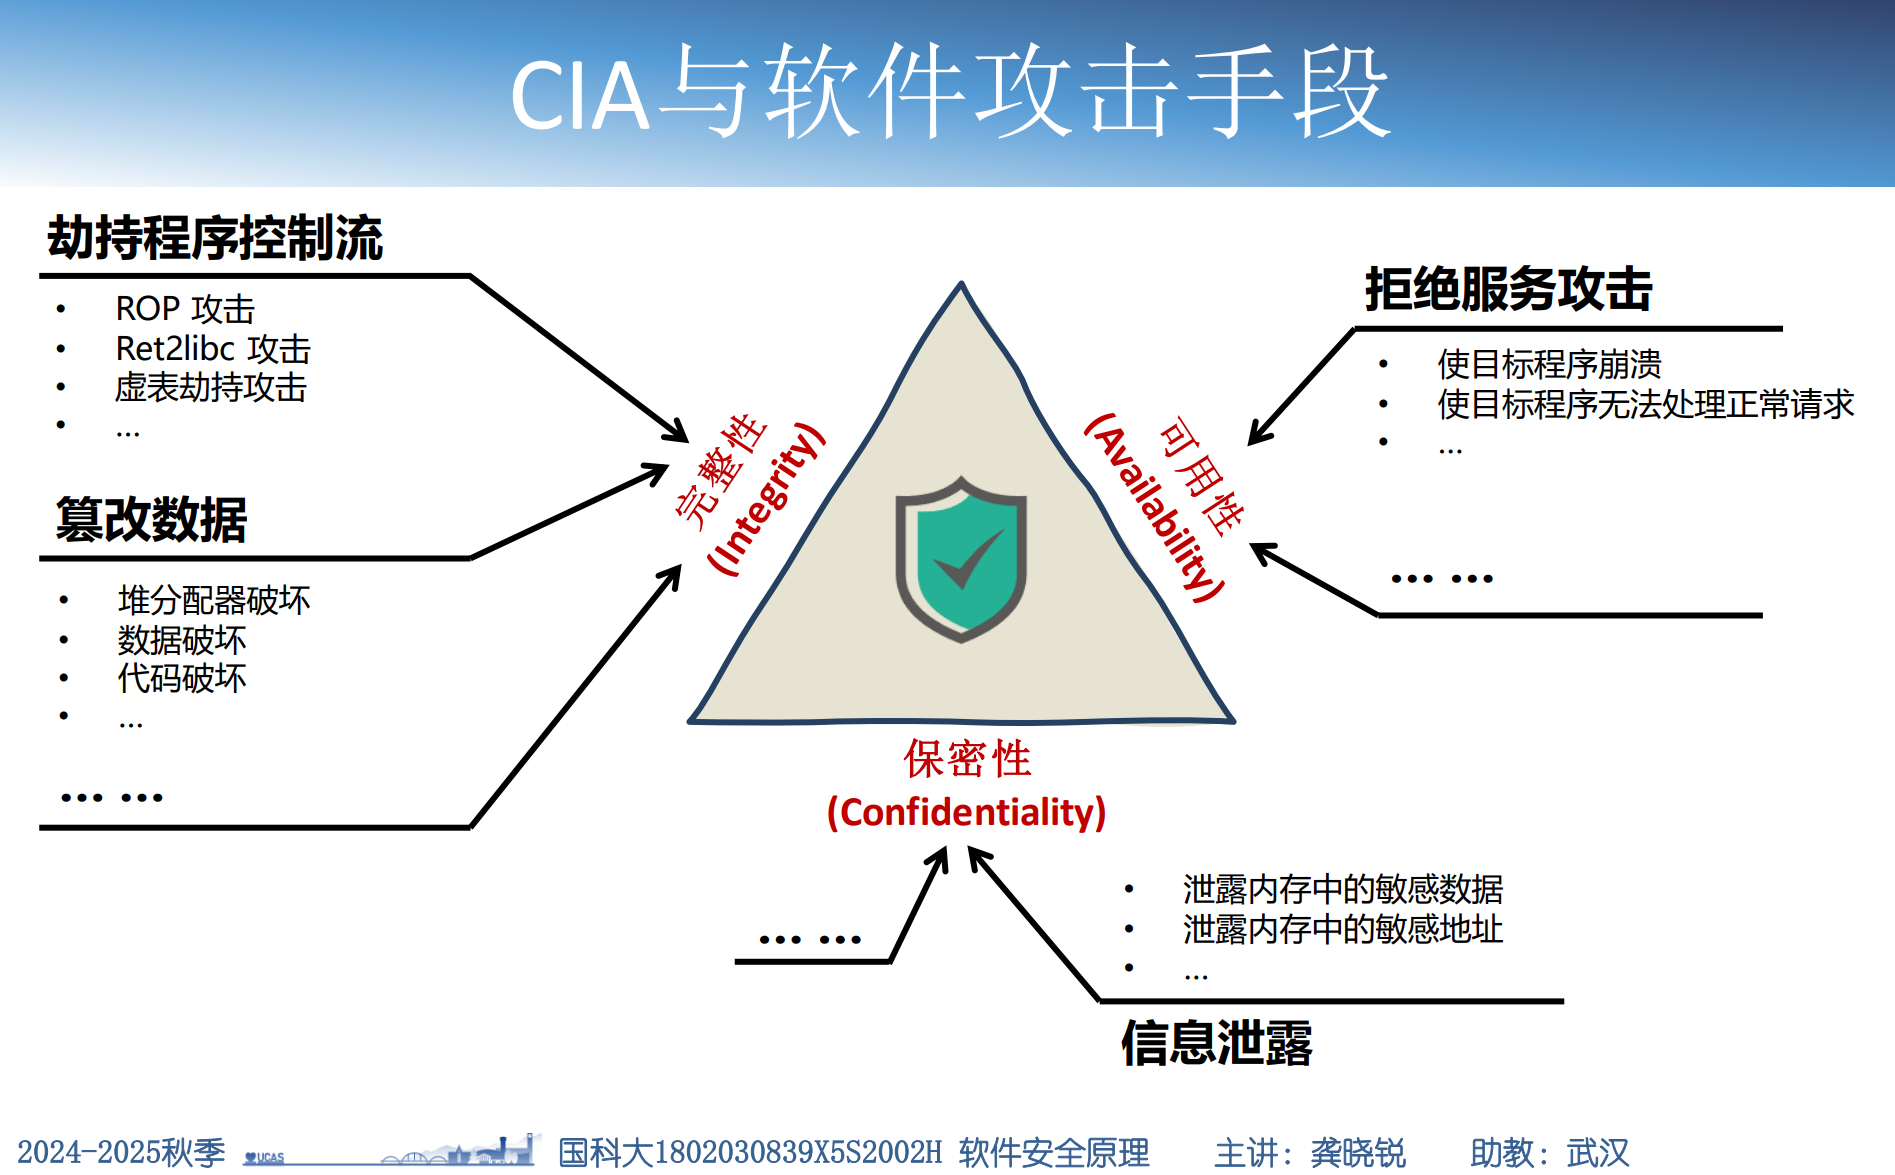 CIA与软件攻击手段
劫持程序控制流
• ROP 攻击
• Ret2libc 攻击
• 虚表劫持攻击
• ...
篡改数据
• 堆分配器破坏
• 数据破坏
• 代码破坏
• ...
... ...
完整性
(Integrity)
可用性
(Availability)
保密性
(Confidentiality)
拒绝服务攻击
• 使目标程序崩溃
• 使目标程序无法处理正常请求
• ...
... ...
... ...
• 泄露内存中的敏感数据
• 泄露内存中的敏感地址
• ...
信息泄露
2024-2025秋季 UCAS 国科大1802030839X5S2002H 软件安全原理 主讲：龚晓锐 助教：武汉